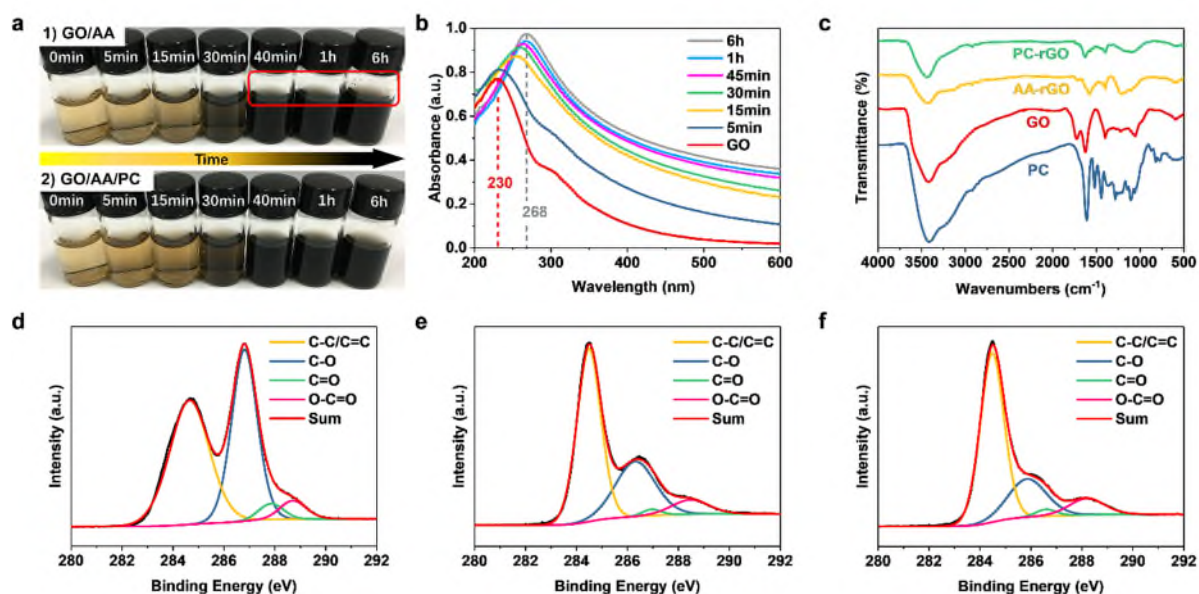 a
1) GO/AA
0min 5min 15min 30min 40min 1h 6h
Time
2) GO/AA/PC
0min 5min 15min 30min 40min 1h 6h
b
Absorbance (a.u.)
1.0
0.8
0.6
0.4
0.2
0.0
230
268
6h
1h
45min
30min
15min
5min
GO
200 300 400 500 600
Wavelength (nm)
c
Transmittance (%)
PC-rGO
AA-rGO
GO
PC
4000 3500 3000 2500 2000 1500 1000 500
Wavenumbers (cm⁻¹)
d
Intensity (a.u.)
C-C/C=C
C-O
C=O
O-C=O
Sum
280 282 284 286 288 290 292
Binding Energy (eV)
e
Intensity (a.u.)
C-C/C=C
C-O
C=O
O-C=O
Sum
280 282 284 286 288 290 292
Binding Energy (eV)
f
Intensity (a.u.)
C-C/C=C
C-O
C=O
O-C=O
Sum
280 282 284 286 288 290 292
Binding Energy (eV)